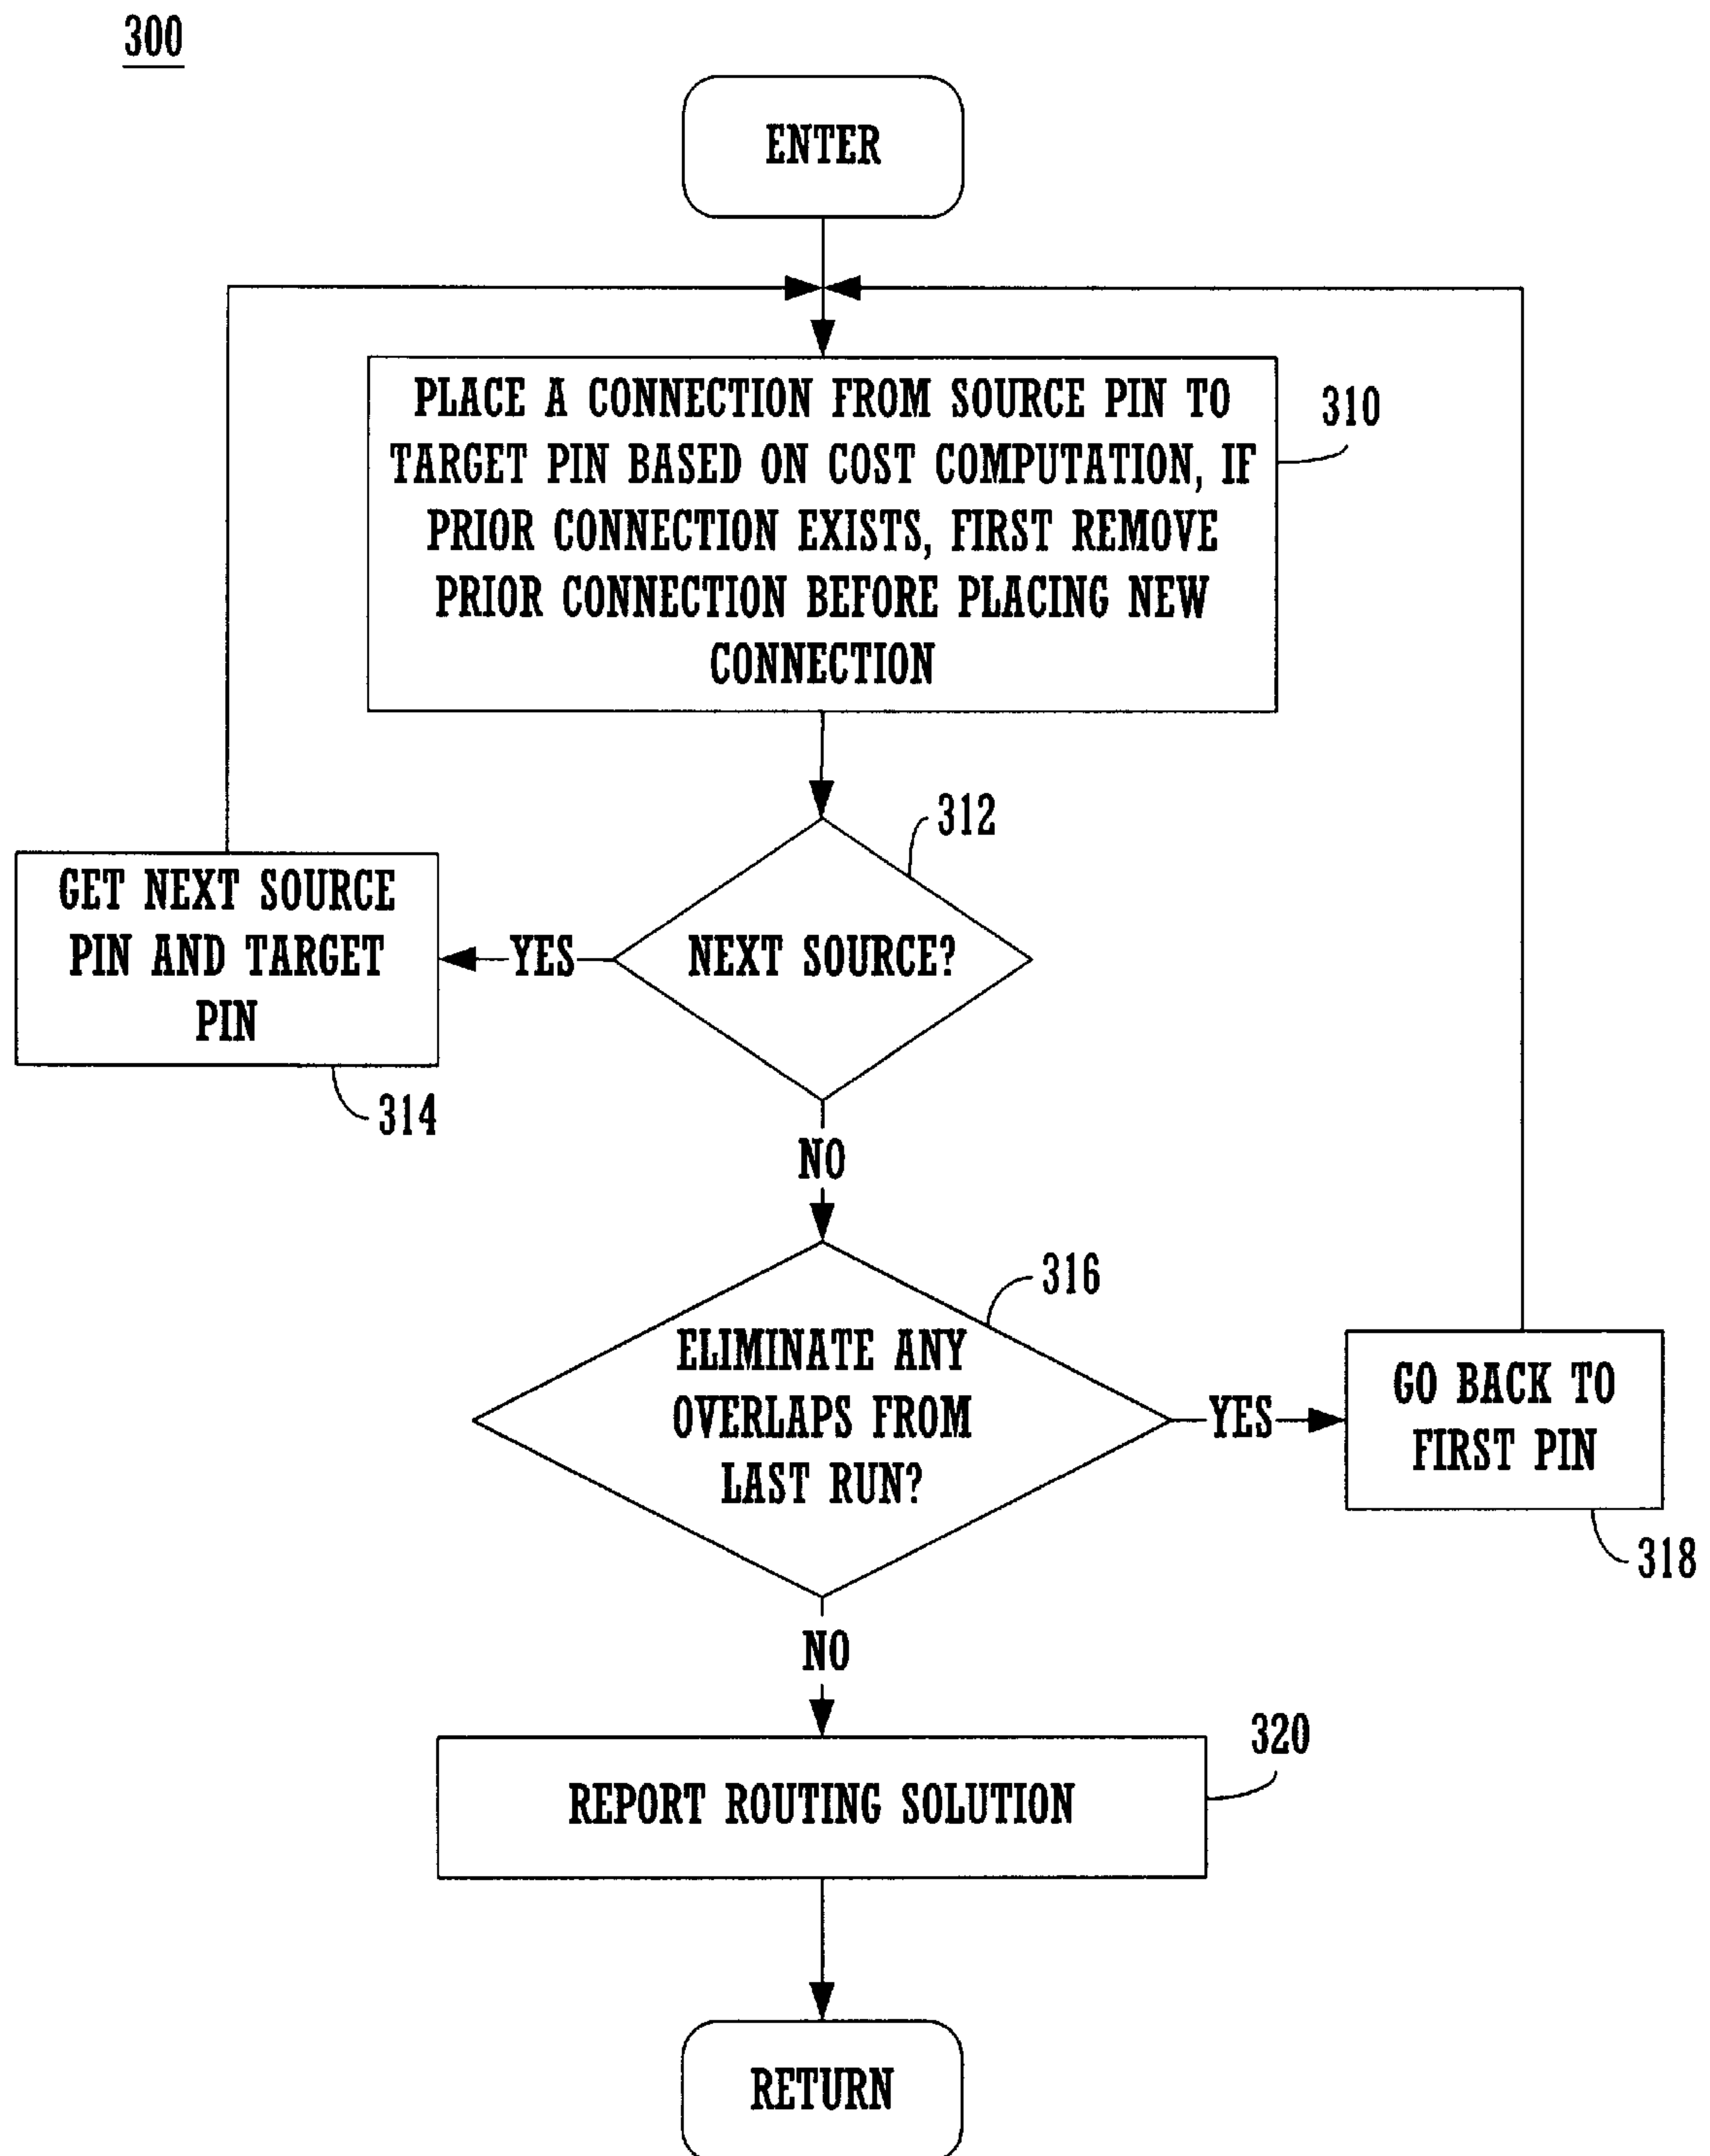 300
ENTER
PLACE A CONNECTION FROM SOURCE PIN TO
TARGET PIN BASED ON COST COMPUTATION, IF
PRIOR CONNECTION EXISTS, FIRST REMOVE
PRIOR CONNECTION BEFORE PLACING NEW
CONNECTION
310
312
NEXT SOURCE?
YES
GET NEXT SOURCE
PIN AND TARGET
PIN
314
NO
316
ELIMINATE ANY
OVERLAPS FROM
LAST RUN?
YES
GO BACK TO
FIRST PIN
318
NO
320
REPORT ROUTING SOLUTION
RETURN